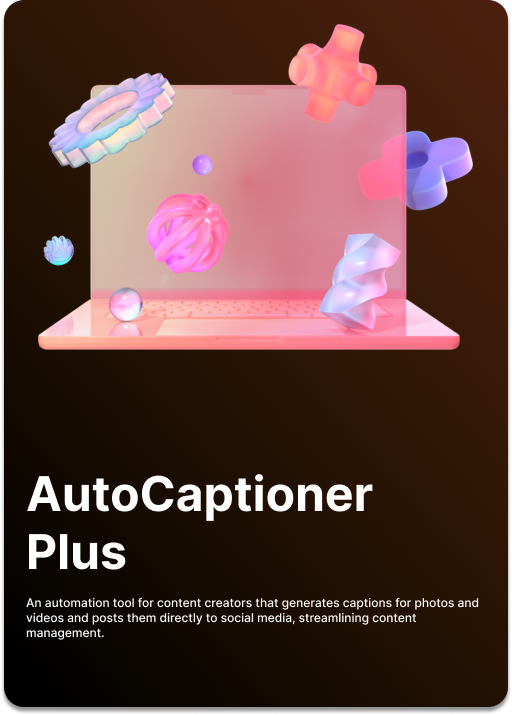 AutoCaptioner
Plus
An automation tool for content creators that generates captions for photos and
videos and posts them directly to social media, streamlining content
management.